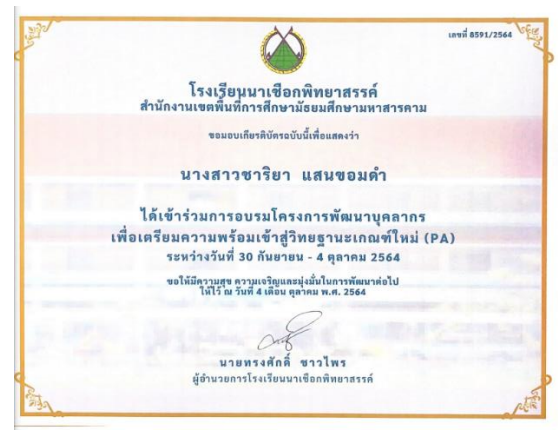 เลขที่ 8591/2564
โรงเรียนนาเชือกพิทยาสรรค์
สำนักงานเขตพื้นที่การศึกษามัธยมศึกษามหาสารคาม
ขอมอบเกียรติบัตรฉบับนี้เพื่อแสดงว่า
นางสาวชาริยา แสนขอมดำ
ได้เข้าร่วมการอบรมโครงการพัฒนาบุคลากร
เพื่อเตรียมความพร้อมเข้าสู่วิทยฐานะเกณฑ์ใหม่ (PA)
ระหว่างวันที่ 30 กันยายน - 4 ตุลาคม 2564
ขอให้มีความสุข ความเจริญและมุ่งมั่นในการพัฒนาต่อไป
ให้ไว้ ณ วันที่ 4 เดือน ตุลาคม พ.ศ. 2564
นายทรงศักดิ์ ชาวไพร
ผู้อำนวยการโรงเรียนนาเชือกพิทยาสรรค์